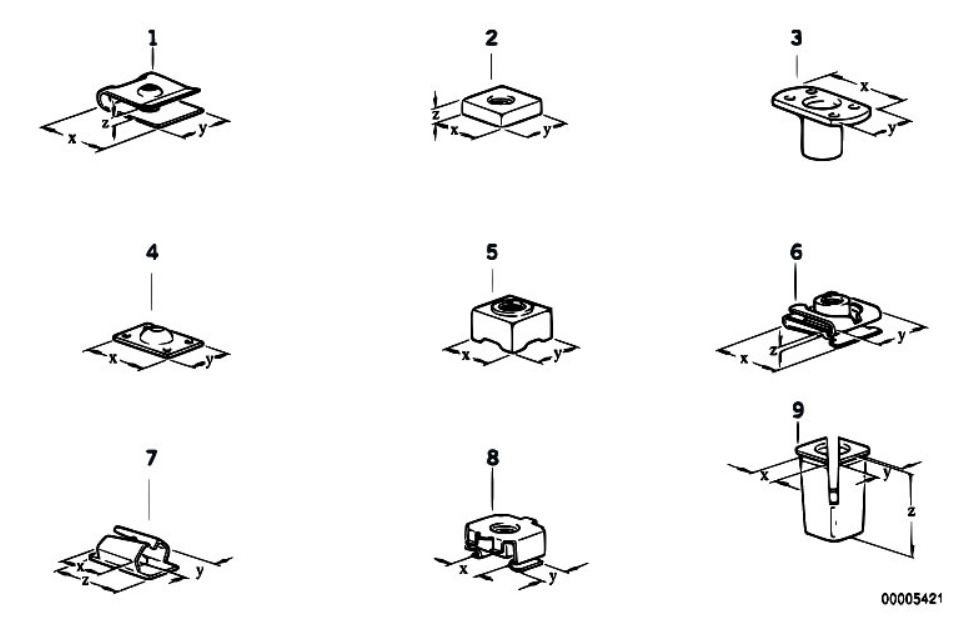 1 2 3
x
z y z x y x y
4 5 6
x y x y z x y
7 8 9
x z y x y x y z
00005421